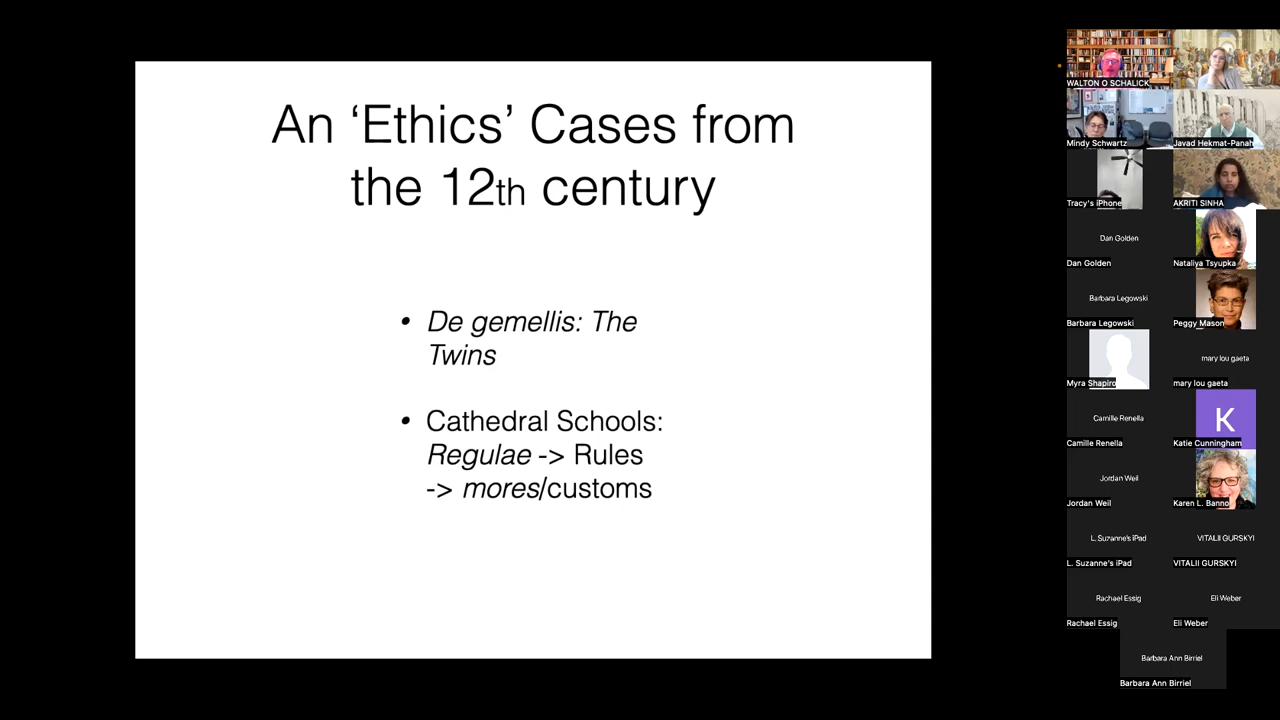 An ‘Ethics’ Cases from
the 12th century
• De gemellis: The
Twins
• Cathedral Schools:
Regulae -> Rules
-> mores/customs
WALTON O SCHALICK
Mindy Schwartz
Javad Hekmat-Panah
Tracy's iPhone
AKRITI SINHA
Dan Golden
Dan Golden
Nataliya Tsyupka
Barbara Legowski
Barbara Legowski
Peggy Mason
Myra Shapiro
mary lou gaeta
mary lou gaeta
Camille Renella
Camille Renella
K
Katie Cunningham
Jordan Weil
Jordan Weil
Karen L. Banno
L. Suzanne's iPad
L. Suzanne's iPad
VITALII GURSKYI
VITALII GURSKYI
Rachael Essig
Rachael Essig
Eli Weber
Eli Weber
Barbara Ann Birriel
Barbara Ann Birriel